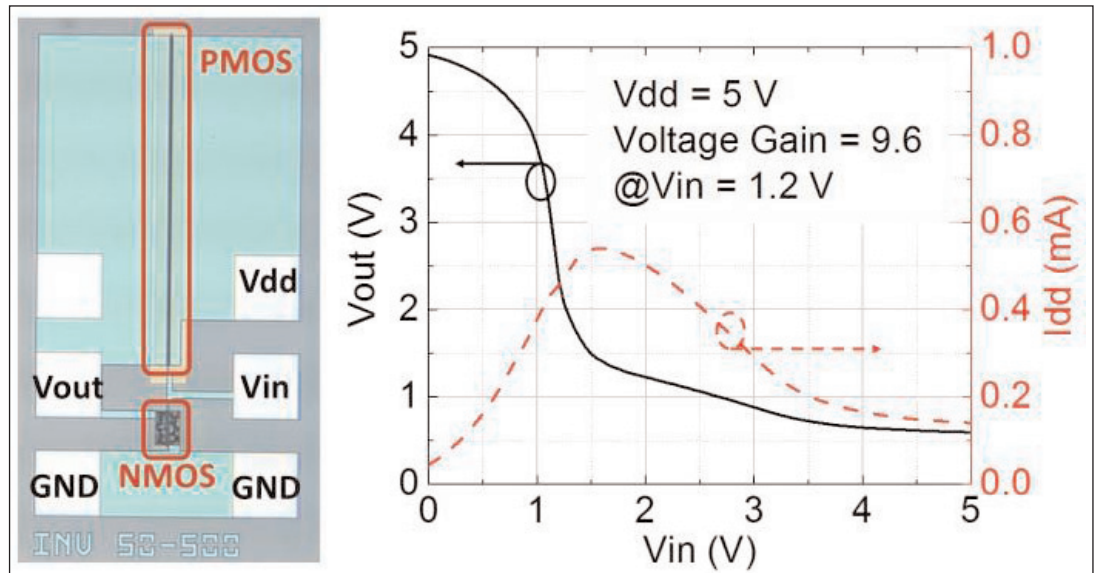 PMOS
Vdd
Vout
Vin
NMOS
GND
GND
INV 50-500
5
4
3
2
1
0
Vout (V)
Vdd = 5 V
Voltage Gain = 9.6
@Vin = 1.2 V
1.0
0.8
0.6
0.4
0.2
0.0
Idd (mA)
0 1 2 3 4 5
Vin (V)